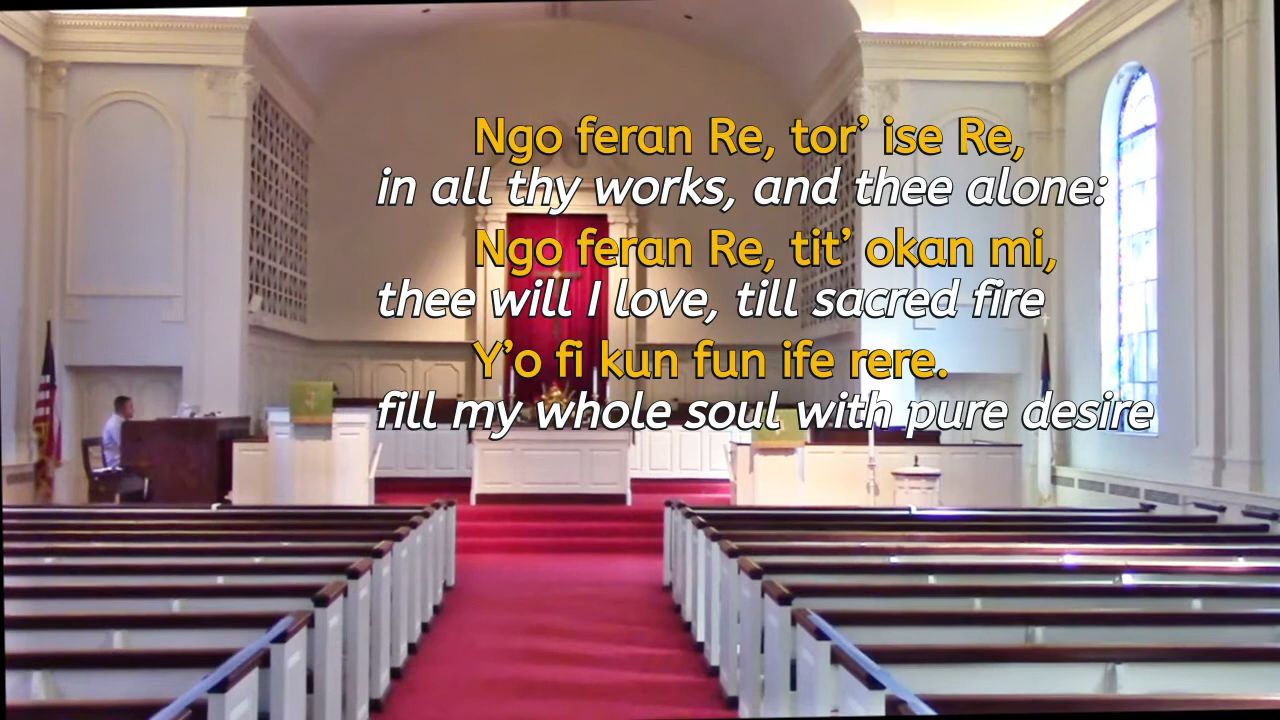 Ngo feran Re, tor’ ise Re,
in all thy works, and thee alone:
Ngo feran Re, tit’ okan mi,
thee will I love, till sacred fire
Y’o fi kun fun ife rere.
fill my whole soul with pure desire